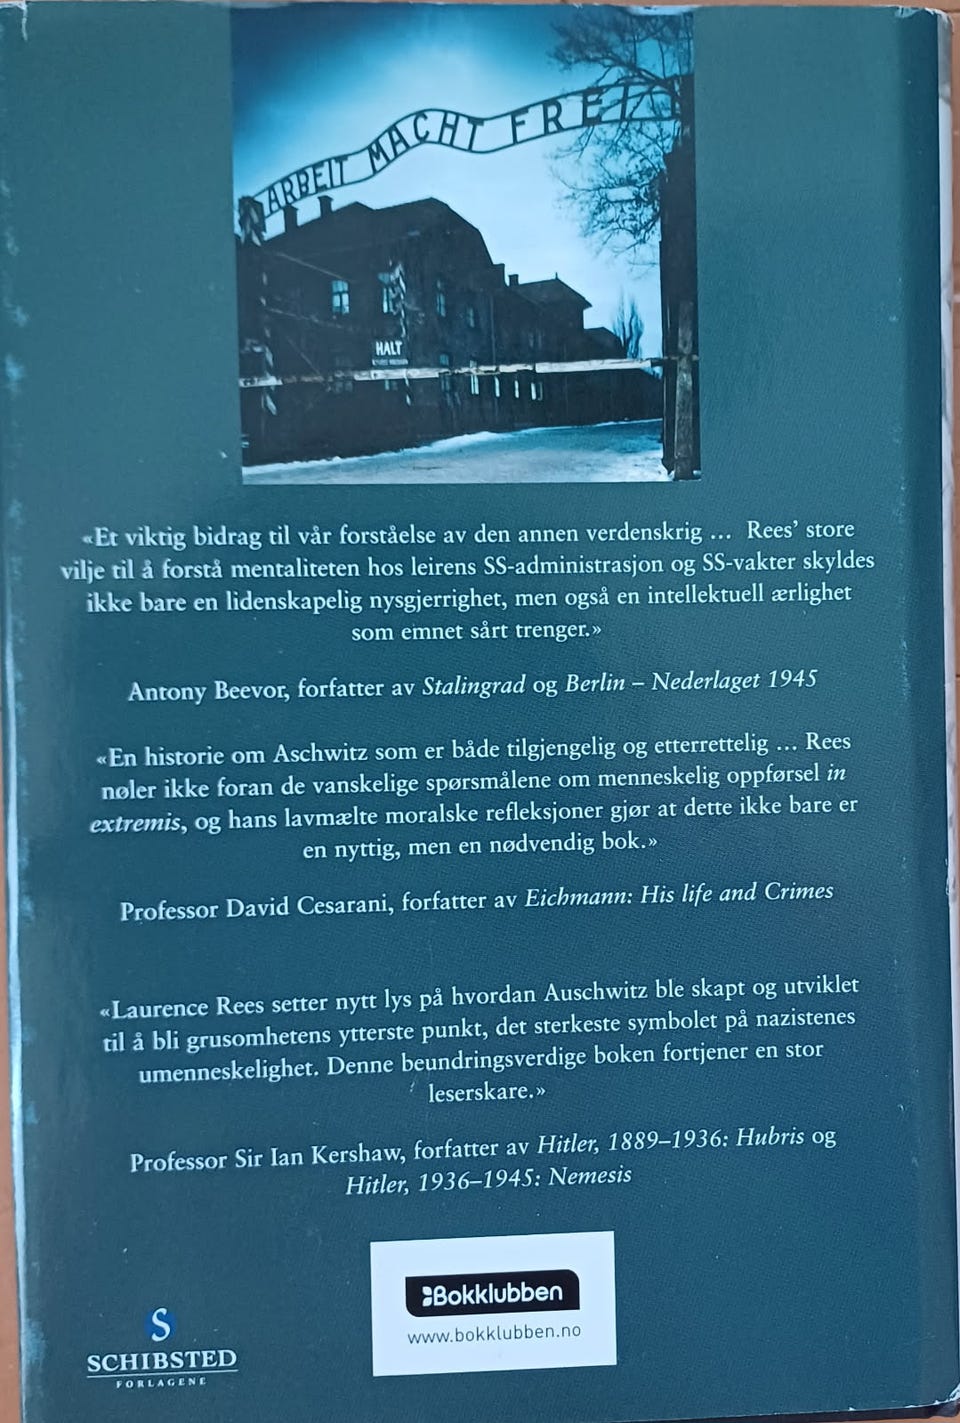 ARBEIT MACHT FREI
HALT
«Et viktig bidrag til vår forståelse av den annen verdenskrig … Rees’ store
vilje til å forstå mentaliteten hos leirens SS-administrasjon og SS-vakter skyldes
ikke bare en lidenskapelig nysgjerrighet, men også en intellektuell ærlighet
som emnet sårt trenger.»
Antony Beevor, forfatter av Stalingrad og Berlin – Nederlaget 1945
«En historie om Aschwitz som er både tilgjengelig og etterrettelig … Rees
nøler ikke foran de vanskelige spørsmålene om menneskelig oppførsel in
extremis, og hans lavmælte moralske refleksjoner gjør at dette ikke bare er
en nyttig, men en nødvendig bok.»
Professor David Cesarani, forfatter av Eichmann: His life and Crimes
«Laurence Rees setter nytt lys på hvordan Auschwitz ble skapt og utviklet
til å bli grusomhetens ytterste punkt, det sterkeste symbolet på nazistenes
umenneskelighet. Denne beundringsverdige boken fortjener en stor
leserskare.»
Professor Sir Ian Kershaw, forfatter av Hitler, 1889–1936: Hubris og
Hitler, 1936–1945: Nemesis
Bokklubben
www.bokklubben.no
S
SCHIBSTED
FORLAGENE